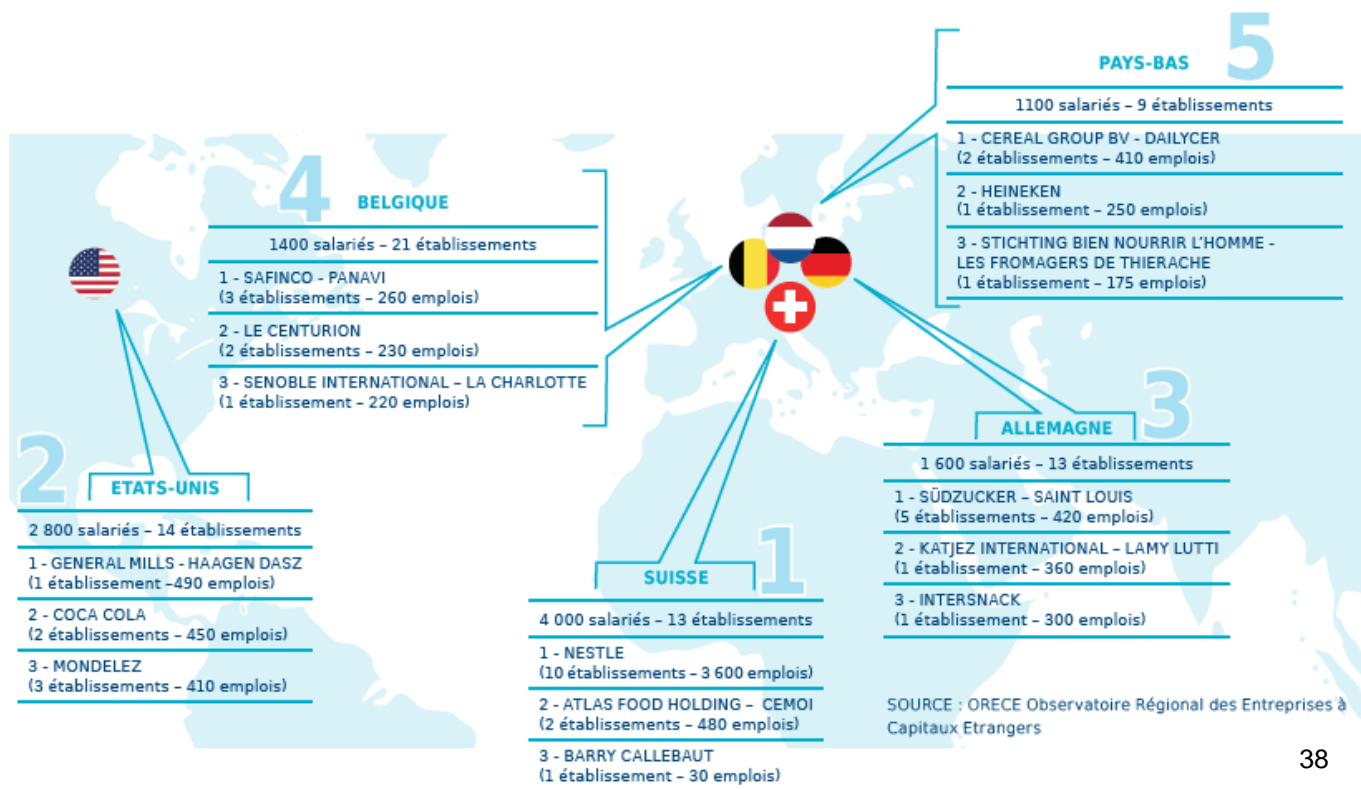 5
PAYS-BAS
1100 salariés – 9 établissements
1 - CEREAL GROUP BV - DAILYCER
(2 établissements – 410 emplois)
2 - HEINEKEN
(1 établissement – 250 emplois)
3 - STICHTING BIEN NOURRIR L’HOMME -
LES FROMAGERS DE THIERACHE
(1 établissement – 175 emplois)
4
BELGIQUE
1400 salariés – 21 établissements
1 - SAFINCO - PANAVI
(3 établissements – 260 emplois)
2 - LE CENTURION
(2 établissements – 230 emplois)
3 - SENOBLE INTERNATIONAL – LA CHARLOTTE
(1 établissement – 220 emplois)
3
ALLEMAGNE
1 600 salariés – 13 établissements
1 - SÜDZUCKER – SAINT LOUIS
(5 établissements – 420 emplois)
2 - KATJEZ INTERNATIONAL – LAMY LUTTI
(1 établissement – 360 emplois)
3 - INTERSNACK
(1 établissement – 300 emplois)
2
ETATS-UNIS
2 800 salariés – 14 établissements
1 - GENERAL MILLS - HAAGEN DASZ
(1 établissement –490 emplois)
2 - COCA COLA
(2 établissements – 450 emplois)
3 - MONDELEZ
(3 établissements – 410 emplois)
1
SUISSE
4 000 salariés – 13 établissements
1 - NESTLE
(10 établissements – 3 600 emplois)
2 - ATLAS FOOD HOLDING – CEMOI
(2 établissements – 480 emplois)
3 - BARRY CALLEBAUT
(1 établissement – 30 emplois)
SOURCE : ORECE Observatoire Régional des Entreprises à
Capitaux Etrangers
38